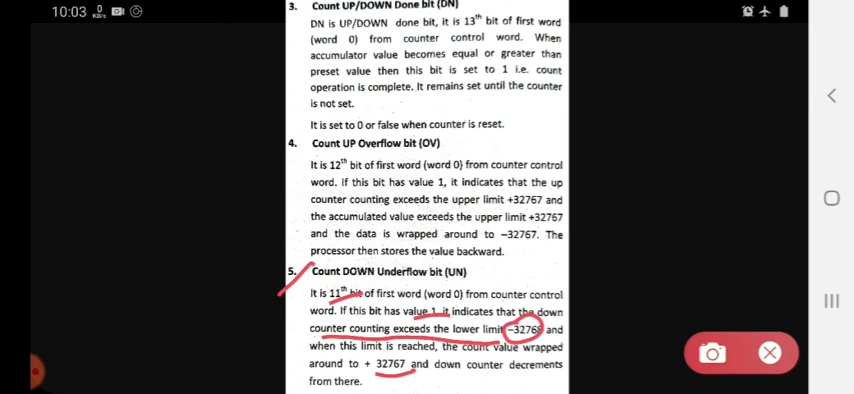 10:03 0 KB/s
3. Count UP/DOWN Done bit (DN)
DN is UP/DOWN done bit, it is 13th bit of first word
(word 0) from counter control word. When
accumulator value becomes equal or greater than
preset value then this bit is set to 1 i.e. count
operation is complete. It remains set until the counter
is not set.
It is set to 0 or false when counter is reset.
4. Count UP Overflow bit (OV)
It is 12th bit of first word (word 0) from counter control
word. If this bit has value 1, it indicates that the up
counter counting exceeds the upper limit +32767 and
the accumulated value exceeds the upper limit +32767
and the data is wrapped around to –32767. The
processor then stores the value backward.
5. Count DOWN Underflow bit (UN)
It is 11th bit of first word (word 0) from counter control
word. If this bit has value 1, it indicates that the down
counter counting exceeds the lower limit –32768 and
when this limit is reached, the count value wrapped
around to + 32767 and down counter decrements
from there.